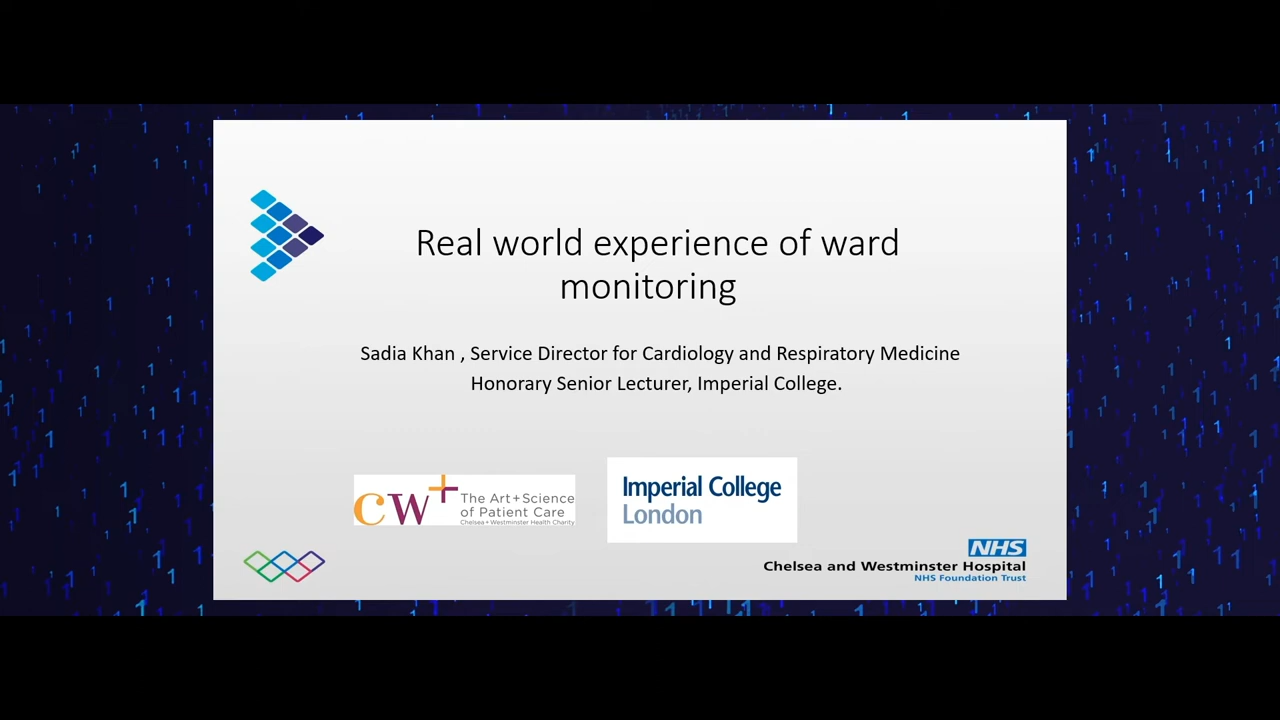 Real world experience of ward
monitoring
Sadia Khan , Service Director for Cardiology and Respiratory Medicine
Honorary Senior Lecturer, Imperial College.
cw+ The Art+Science
of Patient Care
Chelsea+Westminster Health Charity
Imperial College
London
NHS
Chelsea and Westminster Hospital
NHS Foundation Trust